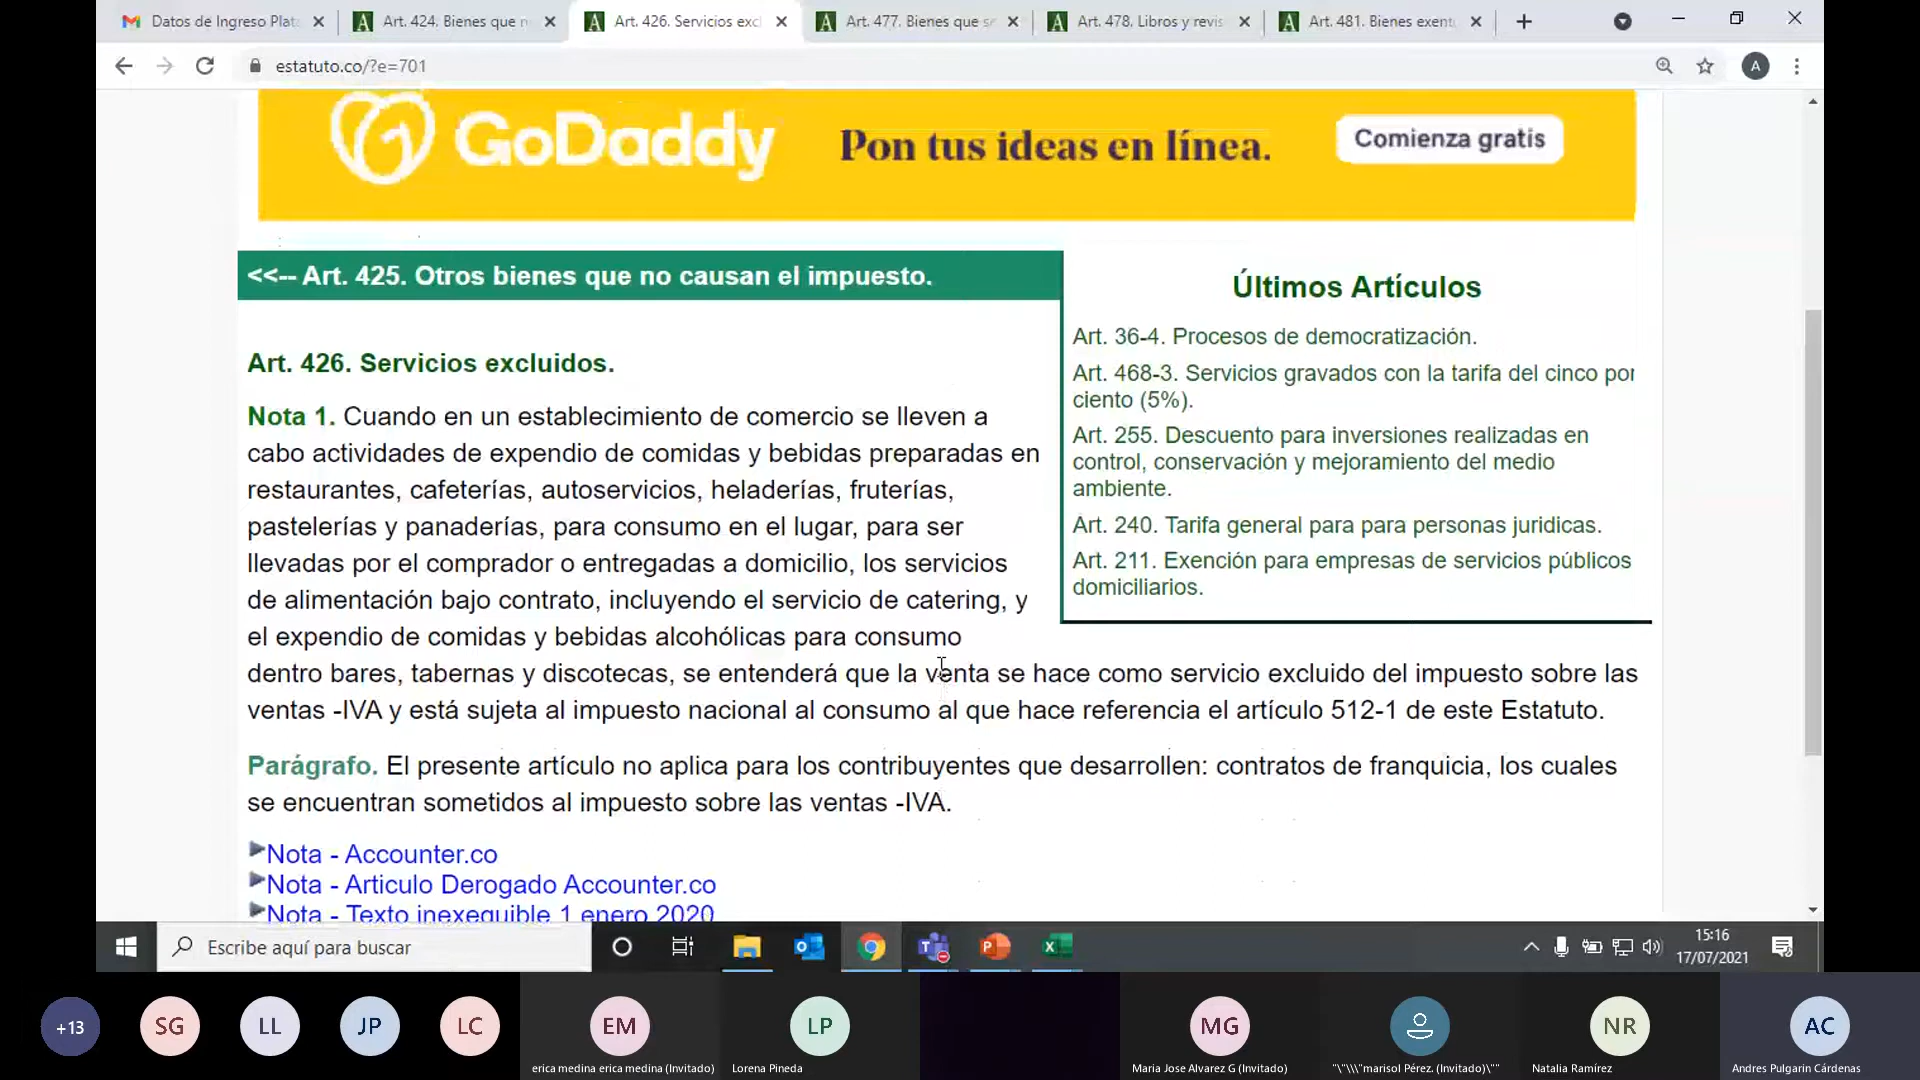 Datos de Ingreso Plat
Art. 424. Bienes que n
Art. 426. Servicios excl
Art. 477. Bienes que se
Art. 478. Libros y revis
Art. 481. Bienes exent
estatuto.co/?e=701
A
GoDaddy
Pon tus ideas en línea.
Comienza gratis
<<-- Art. 425. Otros bienes que no causan el impuesto.
Últimos Artículos
Art. 36-4. Procesos de democratización.
Art. 468-3. Servicios gravados con la tarifa del cinco por
ciento (5%).
Art. 255. Descuento para inversiones realizadas en
control, conservación y mejoramiento del medio
ambiente.
Art. 240. Tarifa general para para personas juridicas.
Art. 211. Exención para empresas de servicios públicos
domiciliarios.
Art. 426. Servicios excluidos.
Nota 1. Cuando en un establecimiento de comercio se lleven a
cabo actividades de expendio de comidas y bebidas preparadas en
restaurantes, cafeterías, autoservicios, heladerías, fruterías,
pastelerías y panaderías, para consumo en el lugar, para ser
llevadas por el comprador o entregadas a domicilio, los servicios
de alimentación bajo contrato, incluyendo el servicio de catering, y
el expendio de comidas y bebidas alcohólicas para consumo
dentro bares, tabernas y discotecas, se entenderá que la venta se hace como servicio excluido del impuesto sobre las
ventas -IVA y está sujeta al impuesto nacional al consumo al que hace referencia el artículo 512-1 de este Estatuto.
Parágrafo. El presente artículo no aplica para los contribuyentes que desarrollen: contratos de franquicia, los cuales
se encuentran sometidos al impuesto sobre las ventas -IVA.
Nota - Accounter.co
Nota - Articulo Derogado Accounter.co
Nota - Texto inexequible 1 enero 2020
Escribe aquí para buscar
15:16
17/07/2021
+13
SG
LL
JP
LC
EM
LP
MG
NR
AC
erica medina erica medina (Invitado)
Lorena Pineda
Maria Jose Alvarez G (Invitado)
"\"\\\"marisol Pérez. (Invitado)\""
Natalia Ramírez
Andres Pulgarin Cárdenas